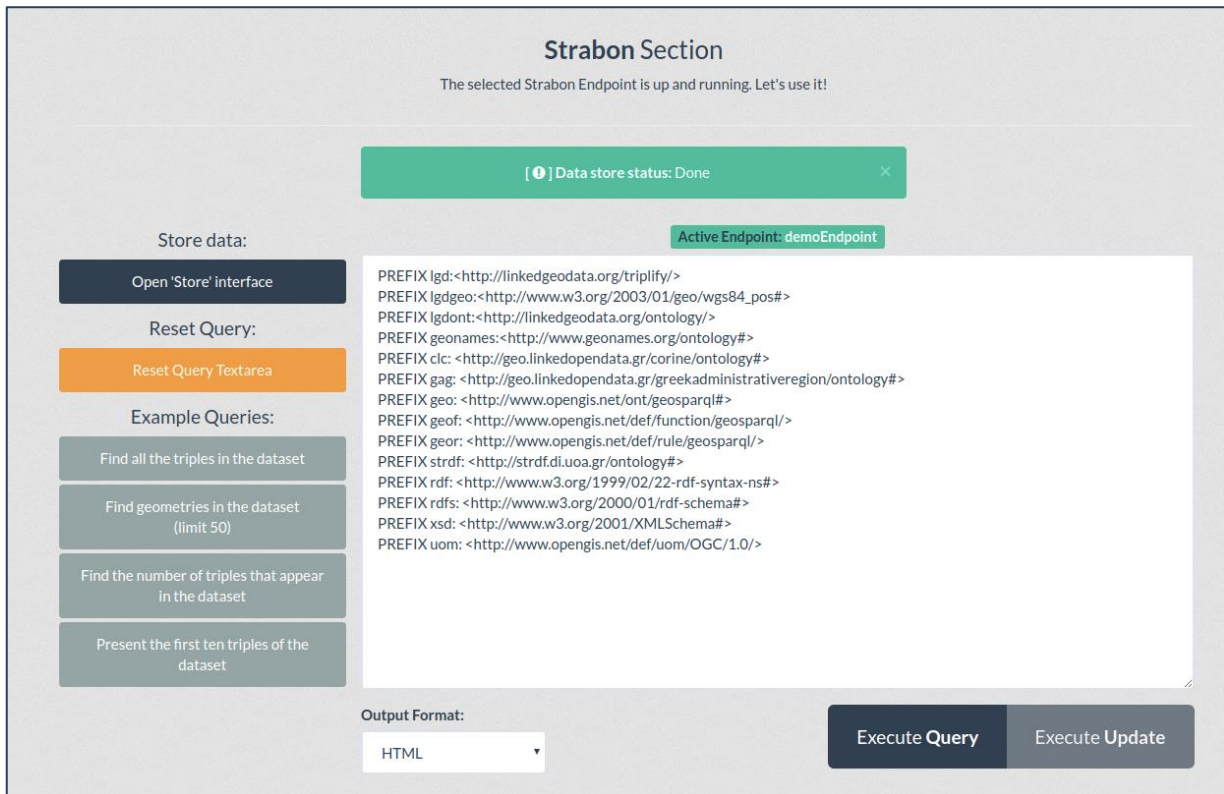 Strabon Section
The selected Strabon Endpoint is up and running. Let's use it!
[ ! ] Data store status: Done ×
Store data:
Open 'Store' interface
Reset Query:
Reset Query Textarea
Example Queries:
Find all the triples in the dataset
Find geometries in the dataset
(limit 50)
Find the number of triples that appear
in the dataset
Present the first ten triples of the
dataset
Active Endpoint: demoEndpoint
PREFIX lgd:<http://linkedgeodata.org/triplify/>
PREFIX lgdgeo:<http://www.w3.org/2003/01/geo/wgs84_pos#>
PREFIX lgdont:<http://linkedgeodata.org/ontology/>
PREFIX geonames:<http://www.geonames.org/ontology#>
PREFIX clc: <http://geo.linkedopendata.gr/corine/ontology#>
PREFIX gag: <http://geo.linkedopendata.gr/greekadministrativeregion/ontology#>
PREFIX geo: <http://www.opengis.net/ont/geosparql#>
PREFIX geof: <http://www.opengis.net/def/function/geosparql/>
PREFIX geor: <http://www.opengis.net/def/rule/geosparql/>
PREFIX strdf: <http://strdf.di.uoa.gr/ontology#>
PREFIX rdf: <http://www.w3.org/1999/02/22-rdf-syntax-ns#>
PREFIX rdfs: <http://www.w3.org/2000/01/rdf-schema#>
PREFIX xsd: <http://www.w3.org/2001/XMLSchema#>
PREFIX uom: <http://www.opengis.net/def/uom/OGC/1.0/>
Output Format:
HTML
Execute Query
Execute Update